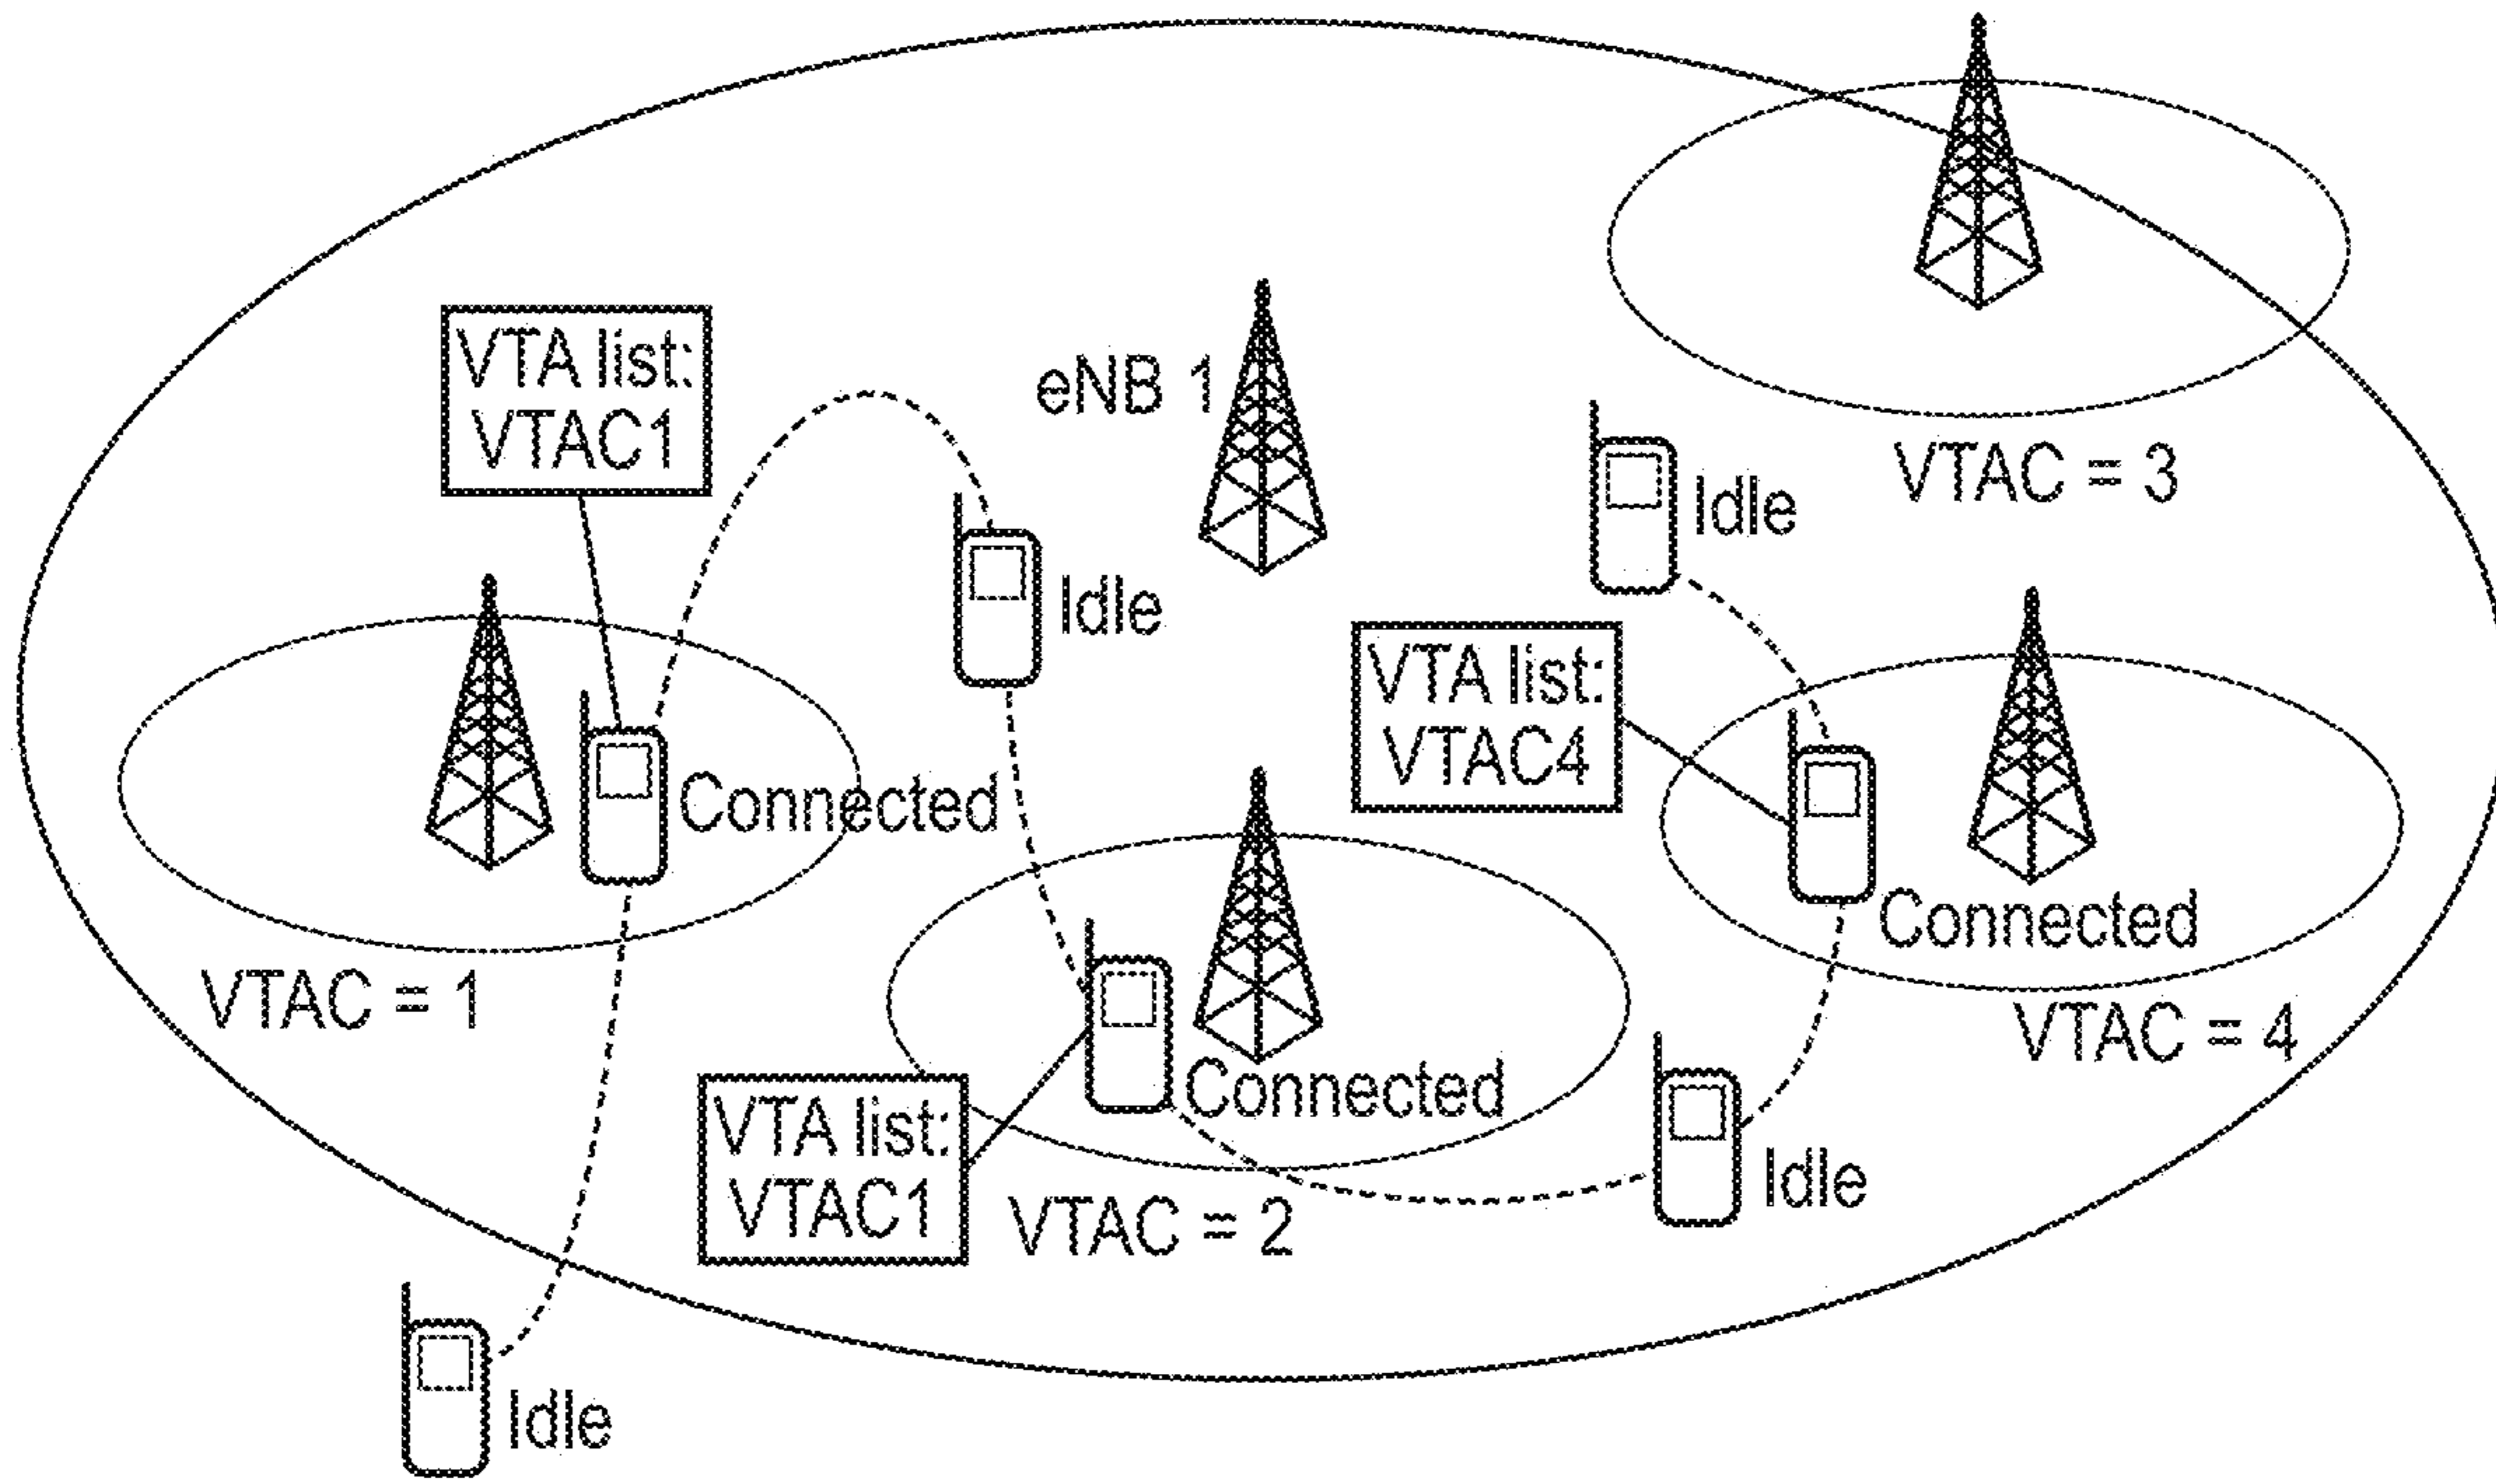 VTA list:
VTAC1
eNB 1
VTAC = 3
Idle
Idle
VTA list:
VTAC4
Connected
Connected
VTAC = 1
VTAC = 4
Connected
VTA list:
VTAC1
VTAC = 2
Idle
Idle